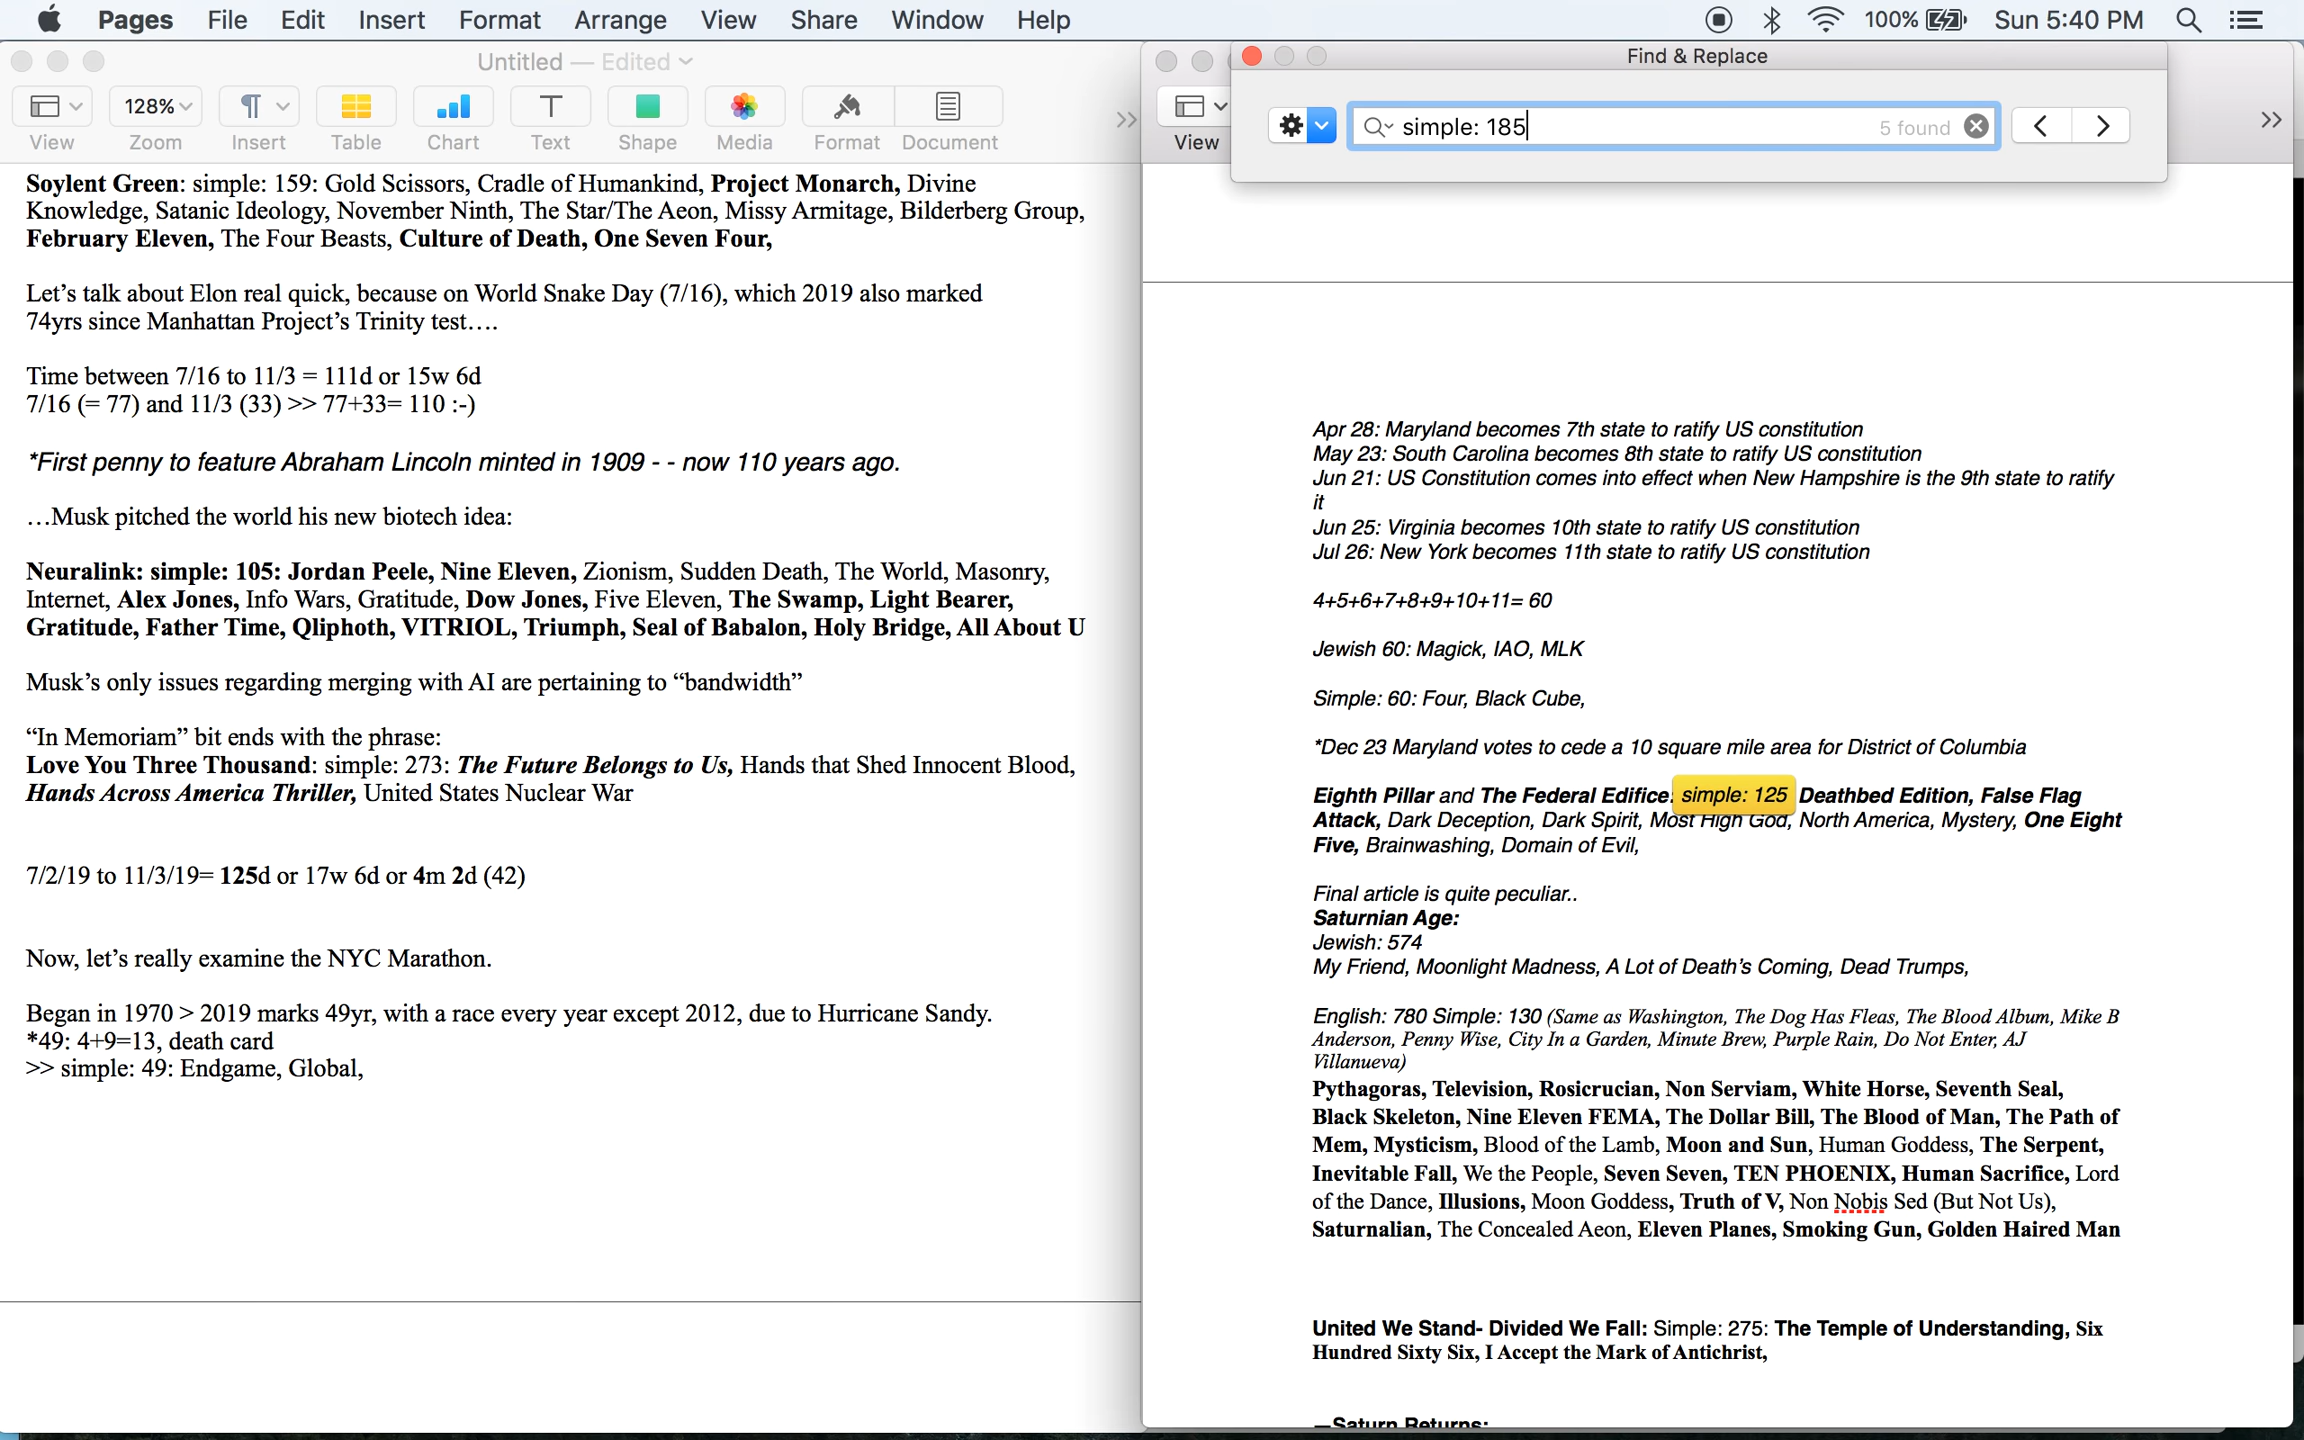 Pages File Edit Insert Format Arrange View Share Window Help 100% Sun 5:40 PM
Untitled — Edited
128%
View Zoom Insert Table Chart Text Shape Media Format Document
Soylent Green: simple: 159: Gold Scissors, Cradle of Humankind, Project Monarch, Divine
Knowledge, Satanic Ideology, November Ninth, The Star/The Aeon, Missy Armitage, Bilderberg Group,
February Eleven, The Four Beasts, Culture of Death, One Seven Four,
Let’s talk about Elon real quick, because on World Snake Day (7/16), which 2019 also marked
74yrs since Manhattan Project’s Trinity test….
Time between 7/16 to 11/3 = 111d or 15w 6d
7/16 (= 77) and 11/3 (33) >> 77+33= 110 :-)
*First penny to feature Abraham Lincoln minted in 1909 - - now 110 years ago.
…Musk pitched the world his new biotech idea:
Neuralink: simple: 105: Jordan Peele, Nine Eleven, Zionism, Sudden Death, The World, Masonry,
Internet, Alex Jones, Info Wars, Gratitude, Dow Jones, Five Eleven, The Swamp, Light Bearer,
Gratitude, Father Time, Qliphoth, VITRIOL, Triumph, Seal of Babalon, Holy Bridge, All About U
Musk’s only issues regarding merging with AI are pertaining to “bandwidth”
“In Memoriam” bit ends with the phrase:
Love You Three Thousand: simple: 273: The Future Belongs to Us, Hands that Shed Innocent Blood,
Hands Across America Thriller, United States Nuclear War
7/2/19 to 11/3/19= 125d or 17w 6d or 4m 2d (42)
Now, let’s really examine the NYC Marathon.
Began in 1970 > 2019 marks 49yr, with a race every year except 2012, due to Hurricane Sandy.
*49: 4+9=13, death card
>> simple: 49: Endgame, Global,
Find & Replace
simple: 185 5 found
View
Apr 28: Maryland becomes 7th state to ratify US constitution
May 23: South Carolina becomes 8th state to ratify US constitution
Jun 21: US Constitution comes into effect when New Hampshire is the 9th state to ratify
it
Jun 25: Virginia becomes 10th state to ratify US constitution
Jul 26: New York becomes 11th state to ratify US constitution
4+5+6+7+8+9+10+11= 60
Jewish 60: Magick, IAO, MLK
Simple: 60: Four, Black Cube,
*Dec 23 Maryland votes to cede a 10 square mile area for District of Columbia
Eighth Pillar and The Federal Edifice: simple: 125 Deathbed Edition, False Flag
Attack, Dark Deception, Dark Spirit, Most High God, North America, Mystery, One Eight
Five, Brainwashing, Domain of Evil,
Final article is quite peculiar..
Saturnian Age:
Jewish: 574
My Friend, Moonlight Madness, A Lot of Death’s Coming, Dead Trumps,
English: 780 Simple: 130 (Same as Washington, The Dog Has Fleas, The Blood Album, Mike B
Anderson, Penny Wise, City In a Garden, Minute Brew, Purple Rain, Do Not Enter, AJ
Villanueva)
Pythagoras, Television, Rosicrucian, Non Serviam, White Horse, Seventh Seal,
Black Skeleton, Nine Eleven FEMA, The Dollar Bill, The Blood of Man, The Path of
Mem, Mysticism, Blood of the Lamb, Moon and Sun, Human Goddess, The Serpent,
Inevitable Fall, We the People, Seven Seven, TEN PHOENIX, Human Sacrifice, Lord
of the Dance, Illusions, Moon Goddess, Truth of V, Non Nobis Sed (But Not Us),
Saturnalian, The Concealed Aeon, Eleven Planes, Smoking Gun, Golden Haired Man
United We Stand- Divided We Fall: Simple: 275: The Temple of Understanding, Six
Hundred Sixty Six, I Accept the Mark of Antichrist,
—Saturn Returns: